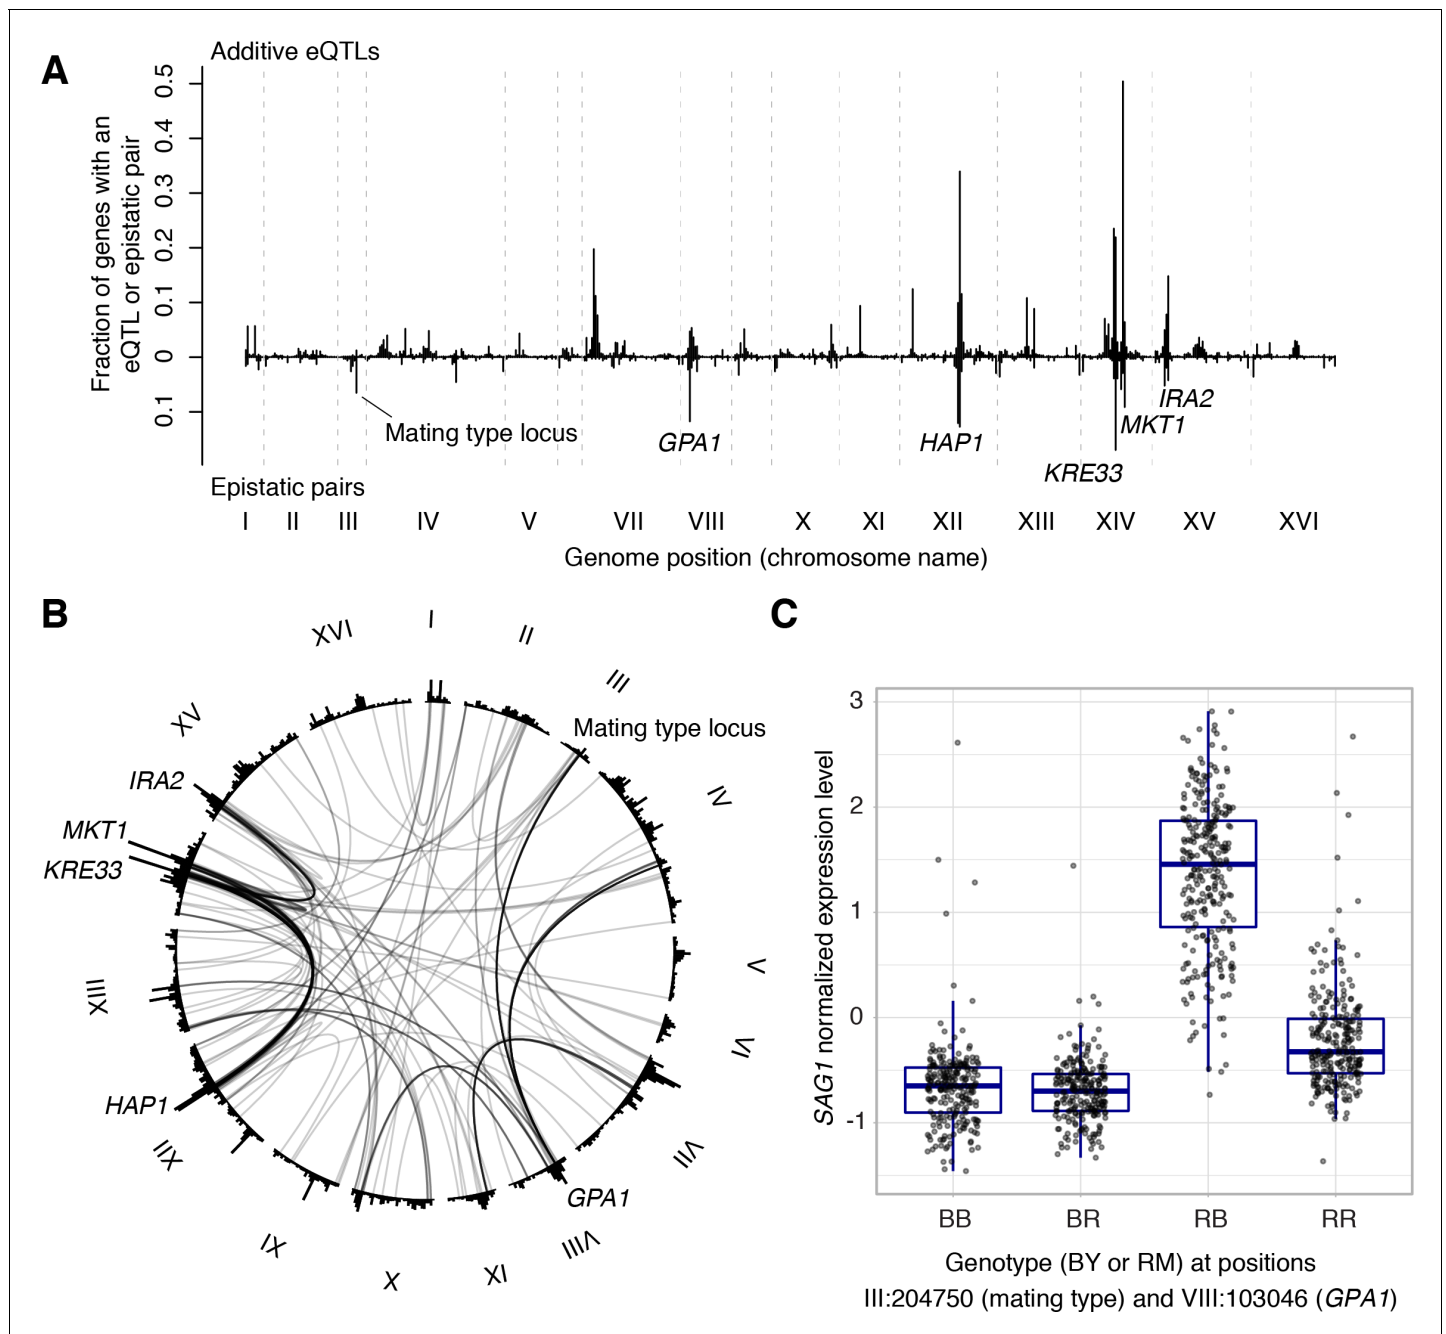 A
Additive eQTLs
Fraction of genes with an
eQTL or epistatic pair
0.5
0.4
0.3
0.2
0.1
0
0.1
Mating type locus
GPA1
HAP1
KRE33
MKT1
IRA2
Epistatic pairs
I II III IV V VII VIII X XI XII XIII XIV XV XVI
Genome position (chromosome name)
B
I
II
III
Mating type locus
IV
V
VI
VII
GPA1
VIII
XI
X
IX
XII
HAP1
XIII
KRE33
MKT1
IRA2
XV
XVI
C
SAG1 normalized expression level
3
2
1
0
-1
BB BR RB RR
Genotype (BY or RM) at positions
III:204750 (mating type) and VIII:103046 (GPA1)